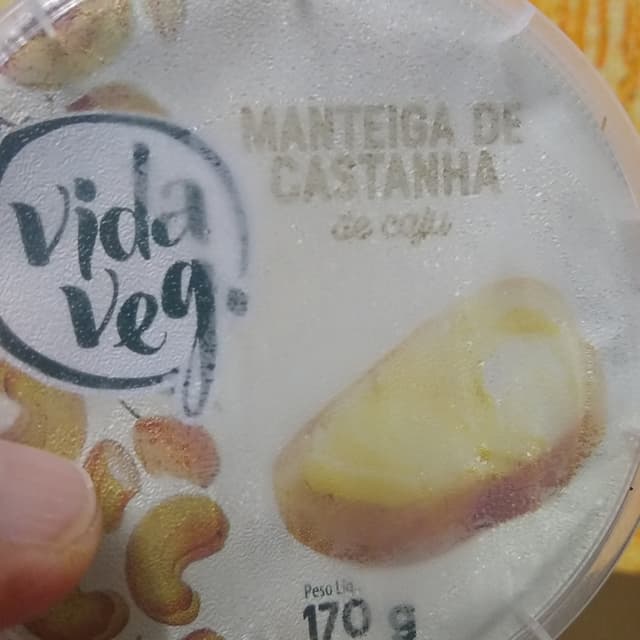 vida
veg.
MANTEIGA DE
CASTANHA
de caju
Peso Líq.
170 g